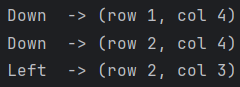 Down  -> (row 1, col 4)
Down  -> (row 2, col 4)
Left  -> (row 2, col 3)